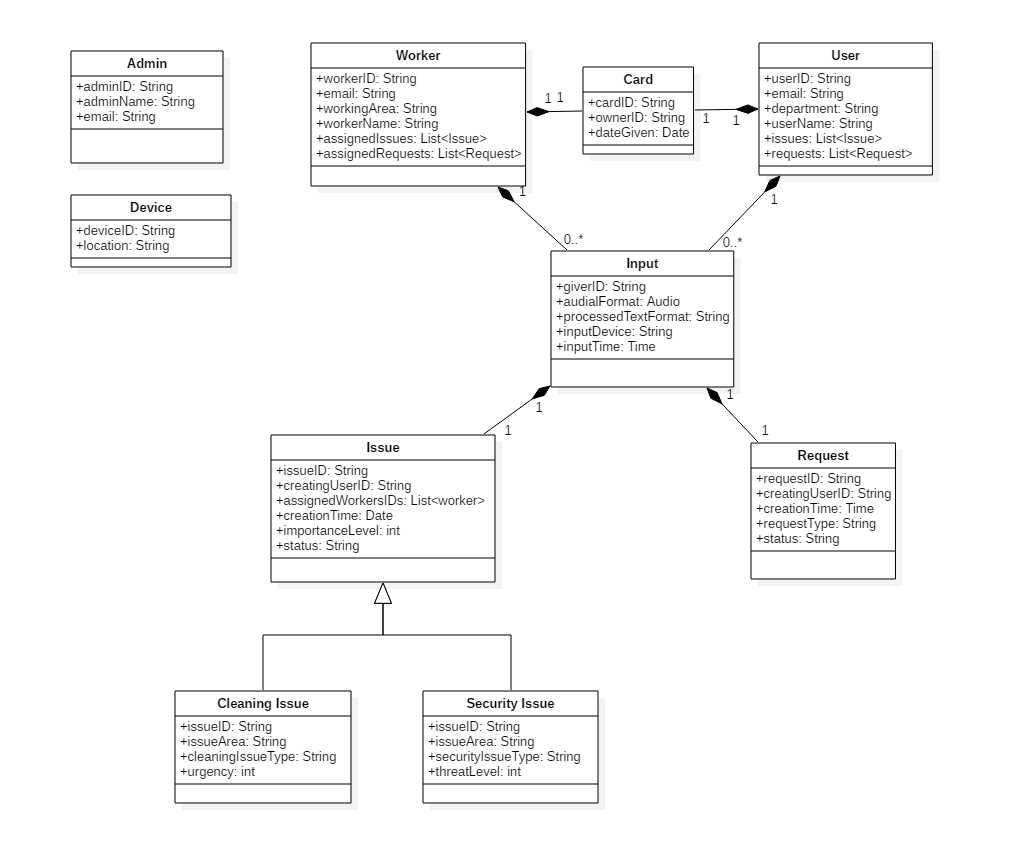 Admin
+adminID: String
+adminName: String
+email: String
Worker
+workerID: String
+email: String
+workingArea: String
+workerName: String
+assignedIssues: List<Issue>
+assignedRequests: List<Request>
1 1
Card
+cardID: String
+ownerID: String
+dateGiven: Date
1 1
User
+userID: String
+email: String
+department: String
+userName: String
+issues: List<Issue>
+requests: List<Request>
Device
+deviceID: String
+location: String
1
0..*
1
0..*
Input
+giverID: String
+audialFormat: Audio
+processedTextFormat: String
+inputDevice: String
+inputTime: Time
1
1
1
1
Issue
+issueID: String
+creatingUserID: String
+assignedWorkersIDs: List<worker>
+creationTime: Date
+importanceLevel: int
+status: String
Request
+requestID: String
+creatingUserID: String
+creationTime: Time
+requestType: String
+status: String
Cleaning Issue
+issueID: String
+issueArea: String
+cleaningIssueType: String
+urgency: int
Security Issue
+issueID: String
+issueArea: String
+securityIssueType: String
+threatLevel: int